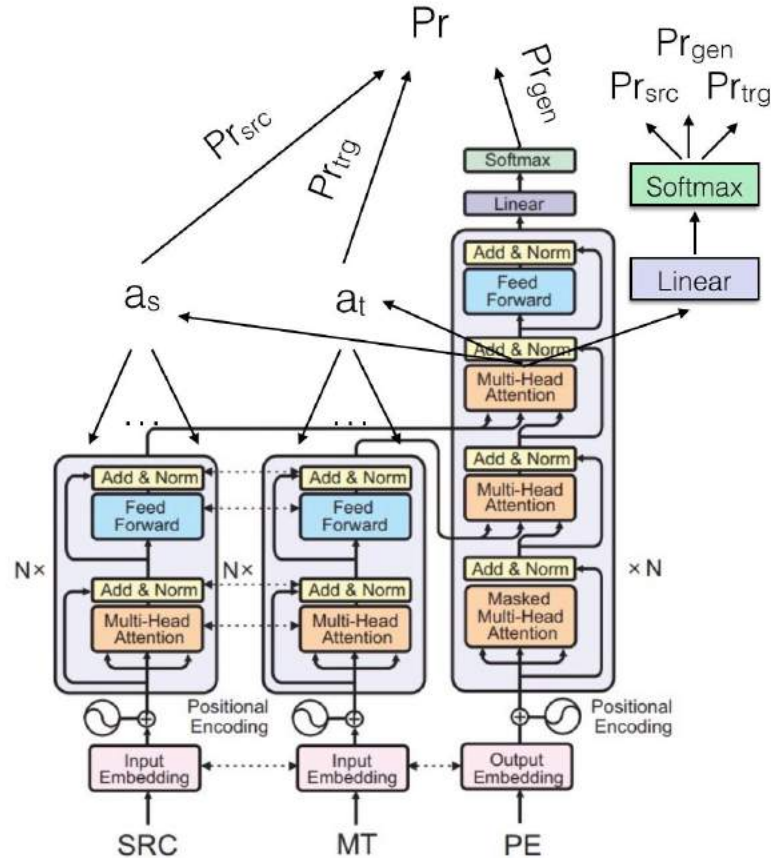 Pr
Pr_gen
Pr_src Pr_trg
Pr_src
Pr_trg
Pr_gen
Softmax
Linear
Softmax
Linear
a_s
a_t
Add & Norm
Feed
Forward
Add & Norm
Multi-Head
Attention
Add & Norm
Multi-Head
Attention
Add & Norm
Masked
Multi-Head
Attention
× N
... ...
Add & Norm
Feed
Forward
N×
Add & Norm
Multi-Head
Attention
Add & Norm
Feed
Forward
N×
Add & Norm
Multi-Head
Attention
Positional
Encoding
Positional
Encoding
Input
Embedding
Input
Embedding
Output
Embedding
SRC MT PE